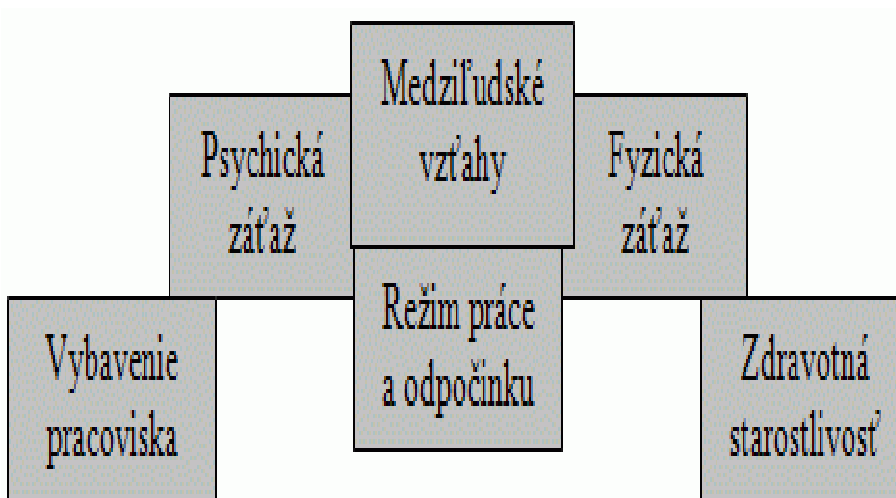 Medziľudské
vzťahy
Psychická
záťaž
Fyzická
záťaž
Režim práce
a odpočinku
Vybavenie
pracoviska
Zdravotná
starostlivosť